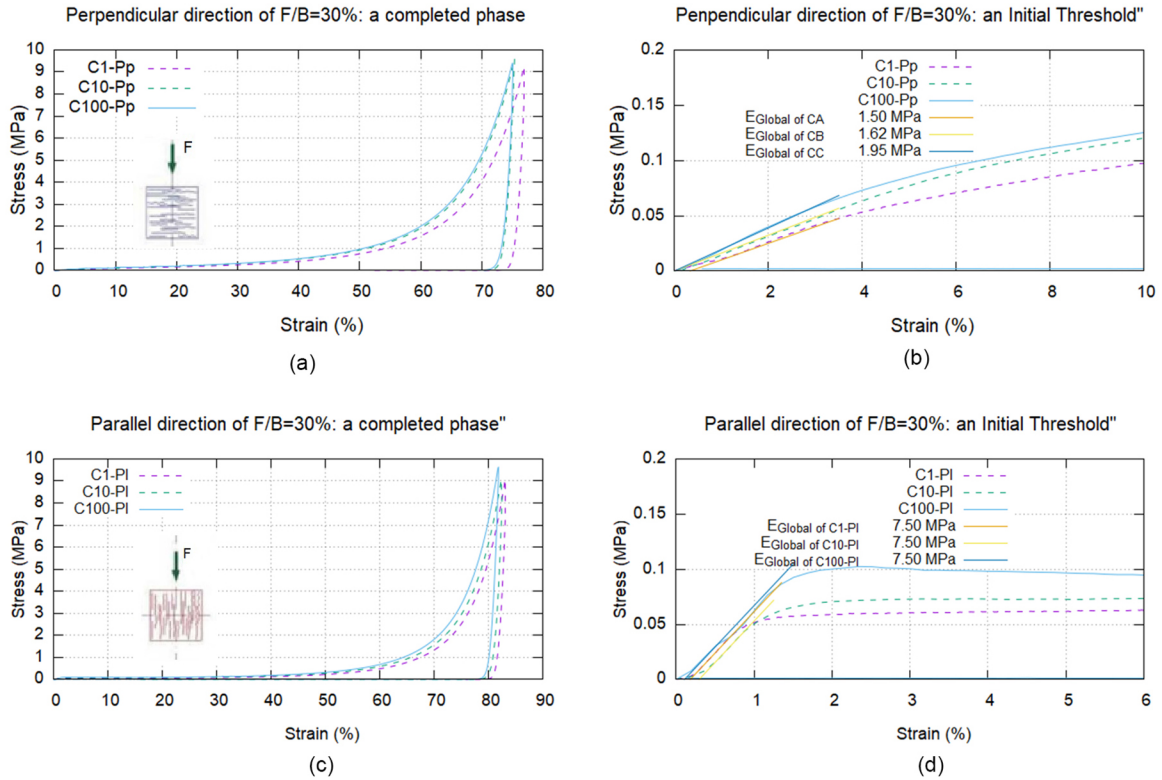 Perpendicular direction of F/B=30%: a completed phase
10
9
8
7
6
5
4
3
2
1
0
Stress (MPa)
C1-Pp
C10-Pp
C100-Pp
F
0 10 20 30 40 50 60 70 80
Strain (%)
(a)
Penpendicular direction of F/B=30%: an Initial Threshold"
0.2
0.15
0.1
0.05
0
Stress (MPa)
C1-Pp
C10-Pp
C100-Pp
EGlobal of CA 1.50 MPa
EGlobal of CB 1.62 MPa
EGlobal of CC 1.95 MPa
0 2 4 6 8 10
Strain (%)
(b)
Parallel direction of F/B=30%: a completed phase"
10
9
8
7
6
5
4
3
2
1
0
Stress (MPa)
C1-Pl
C10-Pl
C100-Pl
F
0 10 20 30 40 50 60 70 80 90
Strain (%)
(c)
Parallel direction of F/B=30%: an Initial Threshold"
0.2
0.15
0.1
0.05
0
Stress (MPa)
C1-Pl
C10-Pl
C100-Pl
EGlobal of C1-Pl 7.50 MPa
EGlobal of C10-Pl 7.50 MPa
EGlobal of C100-Pl 7.50 MPa
0 1 2 3 4 5 6
Strain (%)
(d)